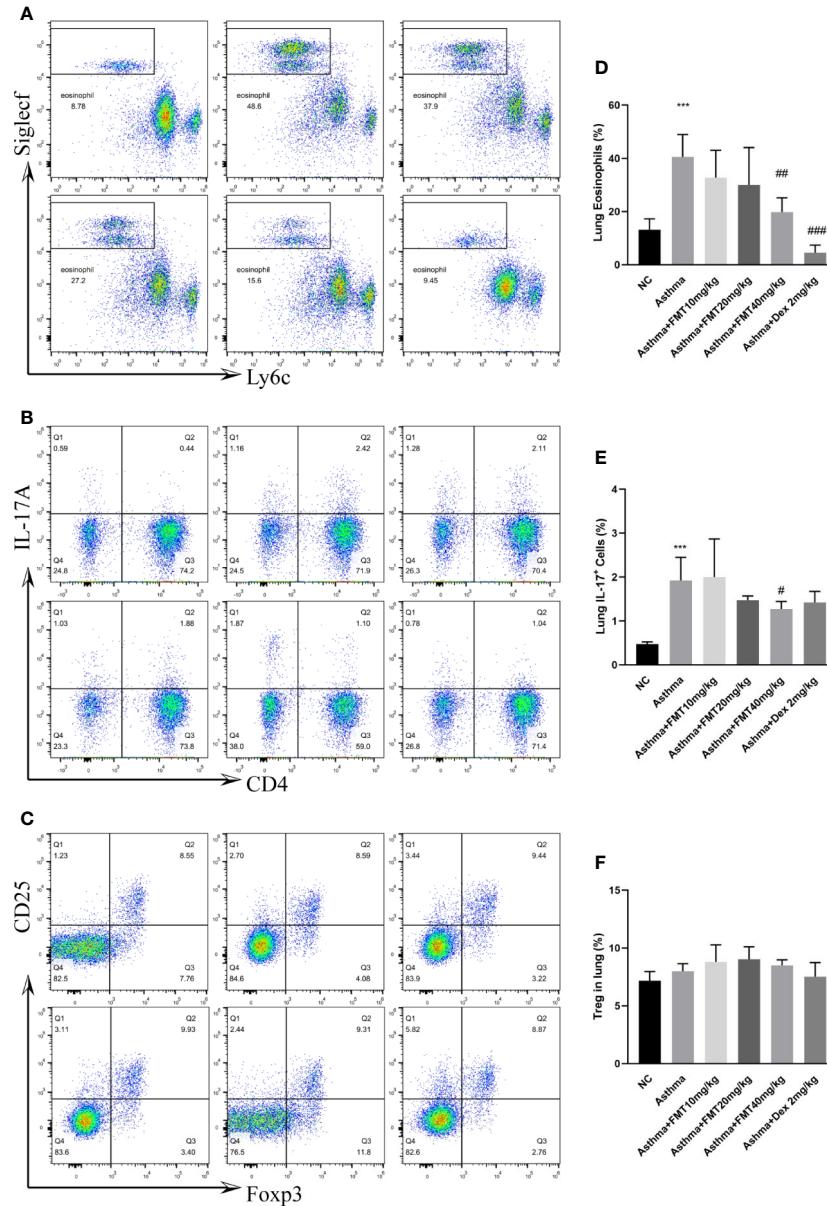 A
Siglecf
eosinophil
8.78
eosinophil
48.6
eosinophil
37.9
eosinophil
27.2
eosinophil
15.6
eosinophil
9.45
Ly6c
B
IL-17A
Q1
0.59
Q2
0.44
Q4
24.8
Q3
74.2
Q1
1.16
Q2
2.42
Q4
24.5
Q3
71.9
Q1
1.28
Q2
2.11
Q4
26.3
Q3
70.4
Q1
1.03
Q2
1.88
Q4
23.3
Q3
73.8
Q1
1.87
Q2
1.10
Q4
38.0
Q3
59.0
Q1
0.78
Q2
1.04
Q4
26.8
Q3
71.4
CD4
C
CD25
Q1
1.23
Q2
8.55
Q4
82.5
Q3
7.76
Q1
2.70
Q2
8.59
Q4
84.6
Q3
4.08
Q1
3.44
Q2
9.44
Q4
83.9
Q3
3.22
Q1
3.11
Q2
9.93
Q4
83.6
Q3
3.40
Q1
2.44
Q2
9.31
Q4
76.5
Q3
11.8
Q1
5.82
Q2
8.87
Q4
82.6
Q3
2.76
Foxp3
D
Lung Eosinophils (%)
60
40
20
0
***
##
###
NC
Asthma
Asthma+FMT10mg/kg
Asthma+FMT20mg/kg
Asthma+FMT40mg/kg
Asthma+Dex 2mg/kg
E
Lung IL-17⁺ Cells (%)
4
3
2
1
0
***
#
NC
Asthma
Asthma+FMT10mg/kg
Asthma+FMT20mg/kg
Asthma+FMT40mg/kg
Asthma+Dex 2mg/kg
F
Treg in lung (%)
15
10
5
0
NC
Asthma
Asthma+FMT10mg/kg
Asthma+FMT20mg/kg
Asthma+FMT40mg/kg
Asthma+Dex 2mg/kg